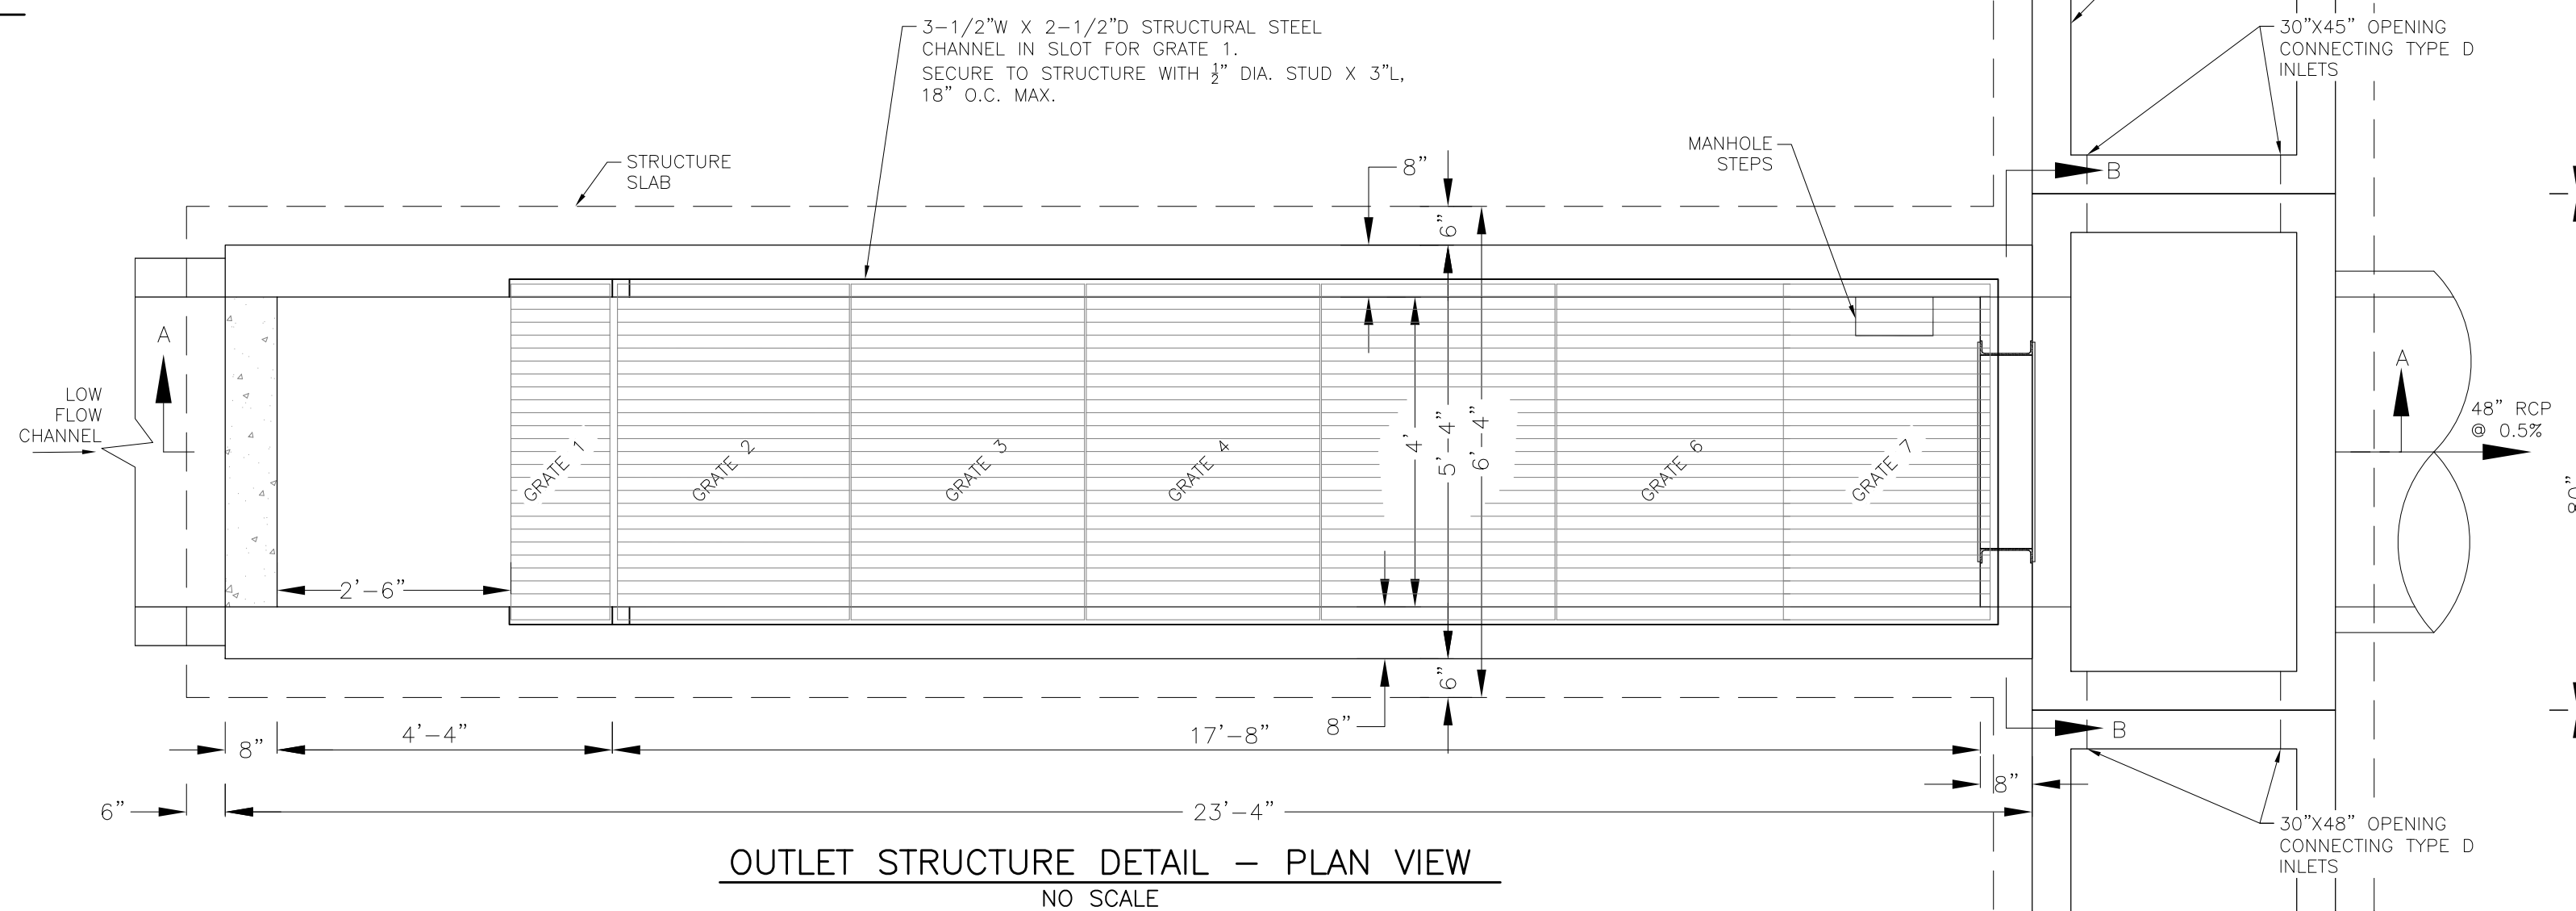 3-1/2"W X 2-1/2"D STRUCTURAL STEEL
CHANNEL IN SLOT FOR GRATE 1.
SECURE TO STRUCTURE WITH ½" DIA. STUD X 3"L,
18" O.C. MAX.
30"X45" OPENING
CONNECTING TYPE D
INLETS
STRUCTURE
SLAB
MANHOLE
STEPS
8"
6"
B
A
LOW
FLOW
CHANNEL
GRATE 1
GRATE 2
GRATE 3
GRATE 4
4'
5'-4"
6'-4"
GRATE 6
GRATE 7
A
48" RCP
@ 0.5%
2'-6"
6"
8"
B
8"
4'-4"
17'-8"
8"
6"
23'-4"
30"X48" OPENING
CONNECTING TYPE D
INLETS
OUTLET STRUCTURE DETAIL - PLAN VIEW
NO SCALE